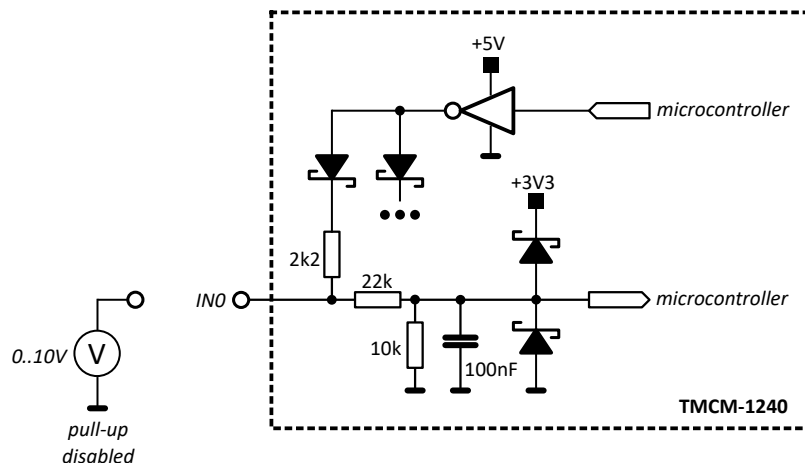 +5V
microcontroller
+3V3
2k2
22k
IN0
microcontroller
0..10V
V
10k
100nF
TMCM-1240
pull-up
disabled